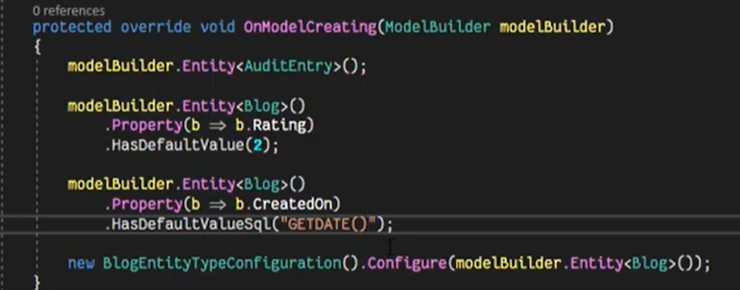 0 references
protected override void OnModelCreating(ModelBuilder modelBuilder)
{
modelBuilder.Entity<AuditEntry>();
modelBuilder.Entity<Blog>()
.Property(b => b.Rating)
.HasDefaultValue(2);
modelBuilder.Entity<Blog>()
.Property(b => b.CreatedOn)
.HasDefaultValueSql("GETDATE()");
new BlogEntityTypeConfiguration().Configure(modelBuilder.Entity<Blog>());
}